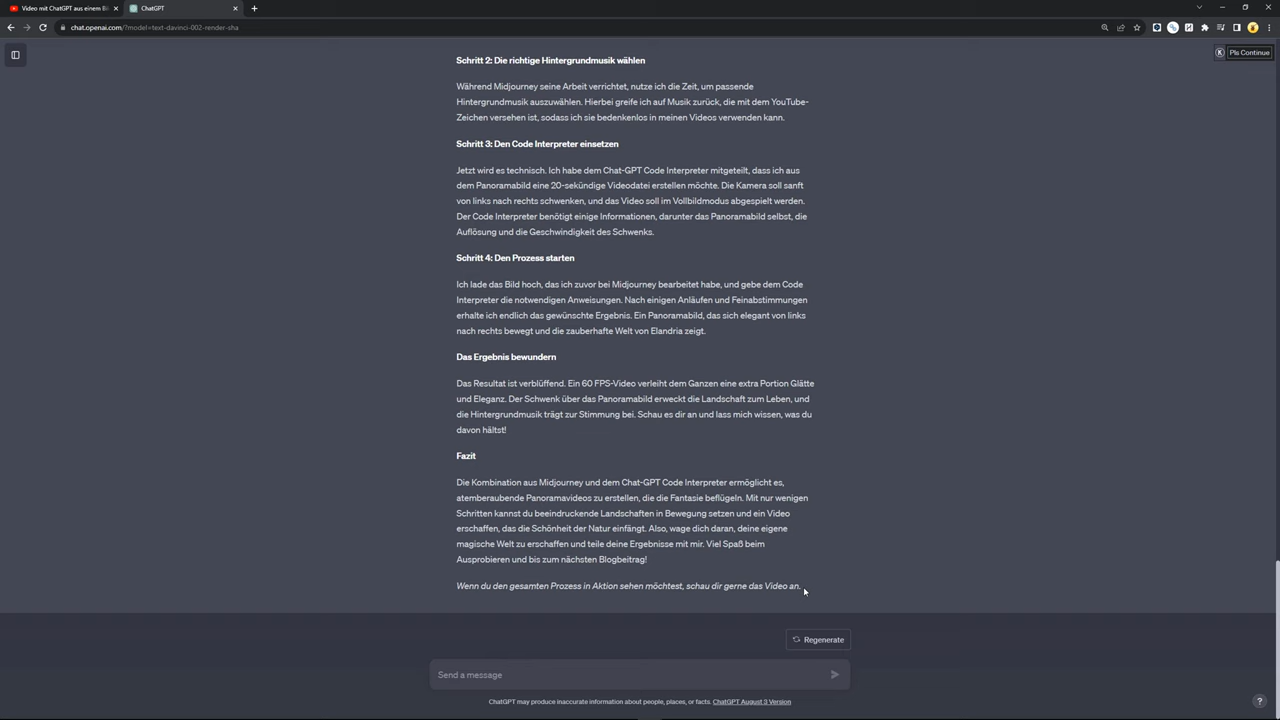 Video mit ChatGPT aus einem Bi
ChatGPT
chat.openai.com/?model=text-davinci-002-render-sha
Pls Continue
Schritt 2: Die richtige Hintergrundmusik wählen
Während Midjourney seine Arbeit verrichtet, nutze ich die Zeit, um passende
Hintergrundmusik auszuwählen. Hierbei greife ich auf Musik zurück, die mit dem YouTube-
Zeichen versehen ist, sodass ich sie bedenkenlos in meinen Videos verwenden kann.
Schritt 3: Den Code Interpreter einsetzen
Jetzt wird es technisch. Ich habe dem Chat-GPT Code Interpreter mitgeteilt, dass ich aus
dem Panoramabild eine 20-sekündige Videodatei erstellen möchte. Die Kamera soll sanft
von links nach rechts schwenken, und das Video soll im Vollbildmodus abgespielt werden.
Der Code Interpreter benötigt einige Informationen, darunter das Panoramabild selbst, die
Auflösung und die Geschwindigkeit des Schwenks.
Schritt 4: Den Prozess starten
Ich lade das Bild hoch, das ich zuvor bei Midjourney bearbeitet habe, und gebe dem Code
Interpreter die notwendigen Anweisungen. Nach einigen Anläufen und Feinabstimmungen
erhalte ich endlich das gewünschte Ergebnis. Ein Panoramabild, das sich elegant von links
nach rechts bewegt und die zauberhafte Welt von Elandria zeigt.
Das Ergebnis bewundern
Das Resultat ist verblüffend. Ein 60 FPS-Video verleiht dem Ganzen eine extra Portion Glätte
und Eleganz. Der Schwenk über das Panoramabild erweckt die Landschaft zum Leben, und
die Hintergrundmusik trägt zur Stimmung bei. Schau es dir an und lass mich wissen, was du
davon hältst!
Fazit
Die Kombination aus Midjourney und dem Chat-GPT Code Interpreter ermöglicht es,
atemberaubende Panoramavideos zu erstellen, die die Fantasie beflügeln. Mit nur wenigen
Schritten kannst du beeindruckende Landschaften in Bewegung setzen und ein Video
erschaffen, das die Schönheit der Natur einfängt. Also, wage dich daran, deine eigene
magische Welt zu erschaffen und teile deine Ergebnisse mit mir. Viel Spaß beim
Ausprobieren und bis zum nächsten Blogbeitrag!
Wenn du den gesamten Prozess in Aktion sehen möchtest, schau dir gerne das Video an.
Regenerate
Send a message
ChatGPT may produce inaccurate information about people, places, or facts. ChatGPT August 3 Version
?